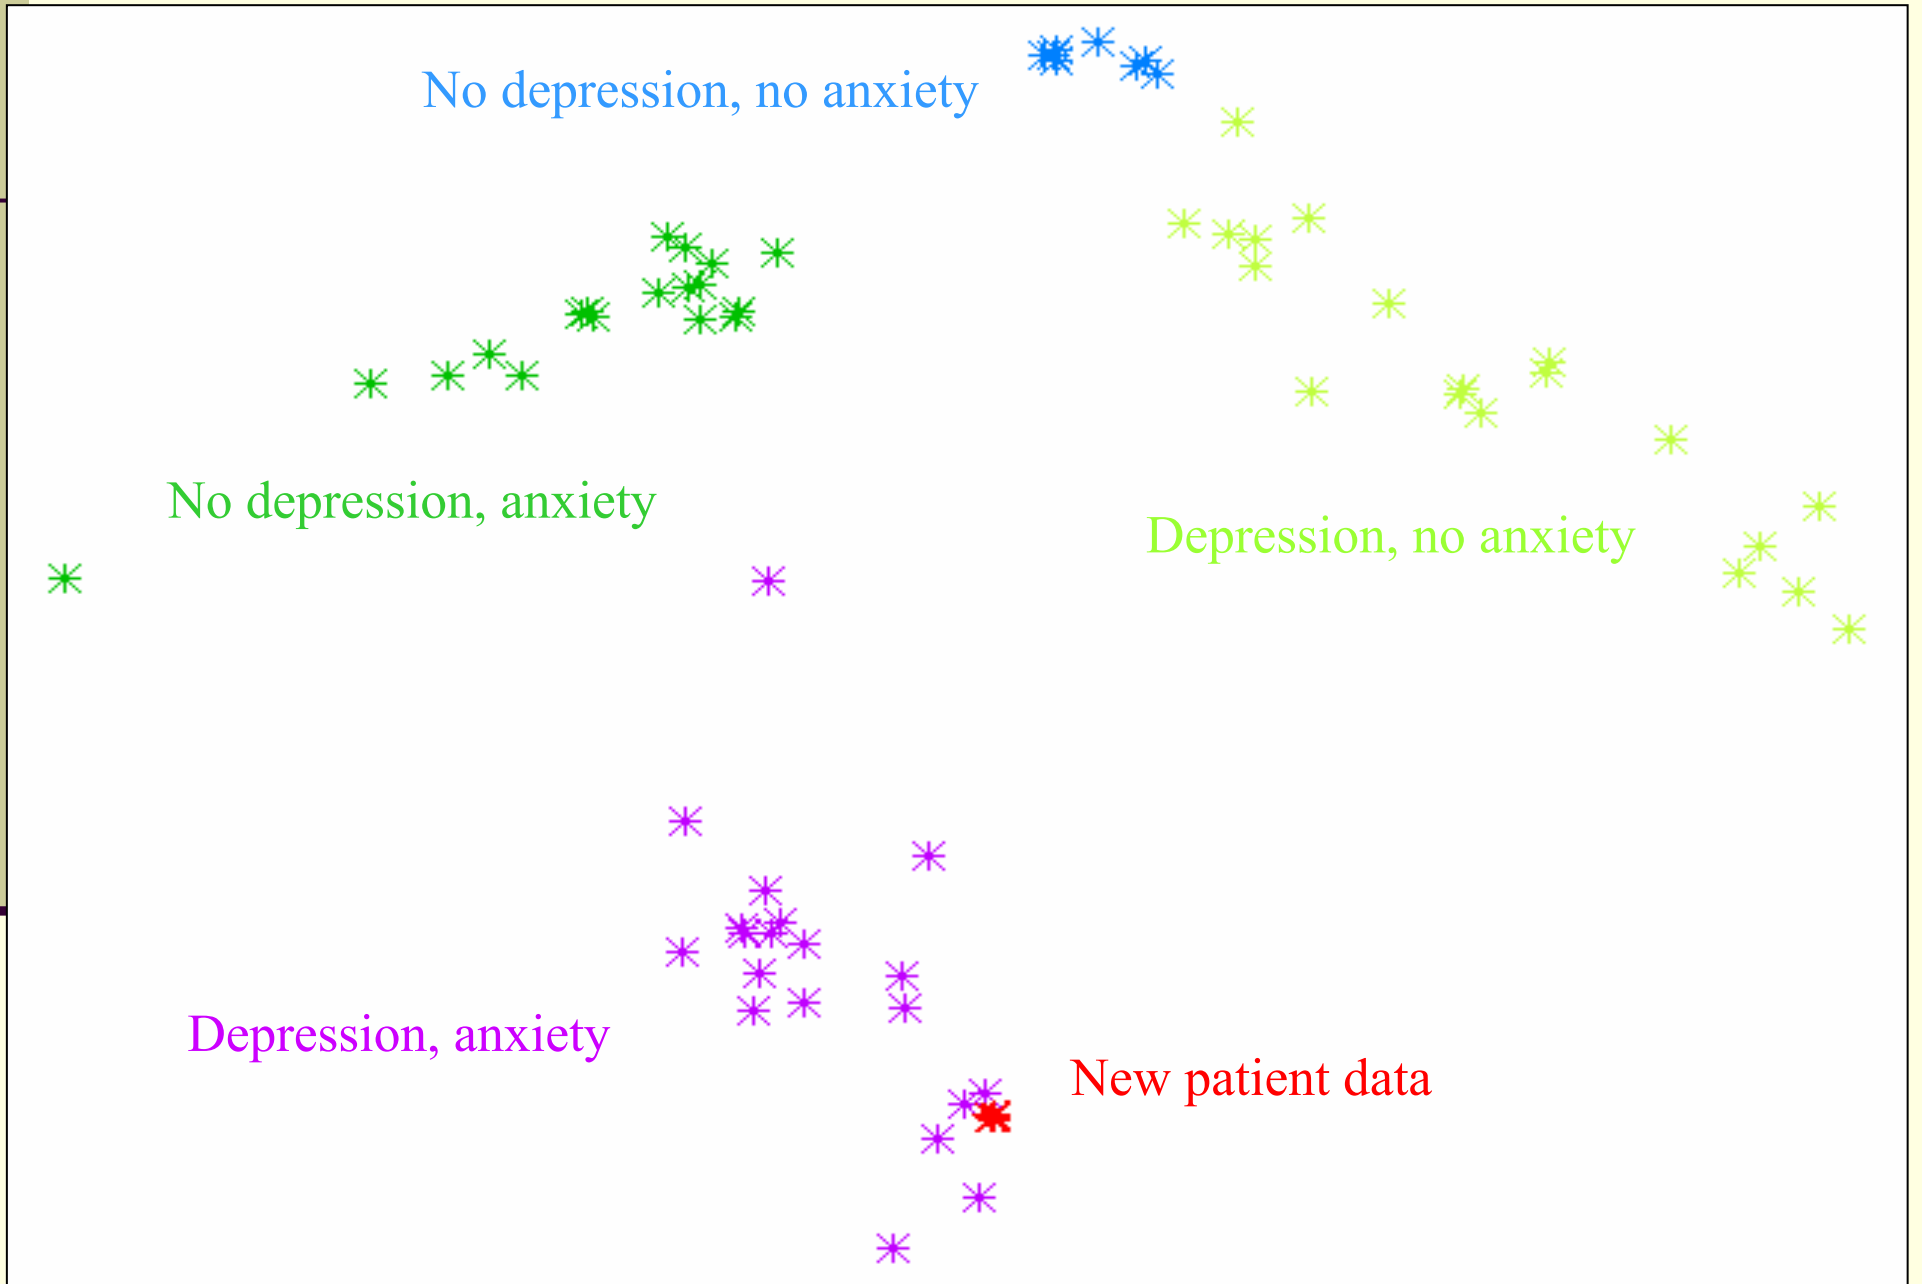 No depression, no anxiety
No depression, anxiety
Depression, no anxiety
Depression, anxiety
New patient data